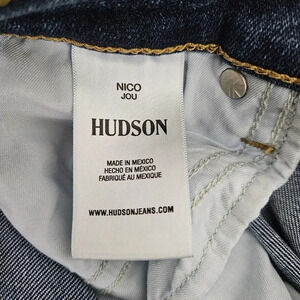 NICO
JOU
HUDSON
MADE IN MEXICO
HECHO EN MÉXICO
FABRIQUÉ AU MEXIQUE
WWW.HUDSONJEANS.COM